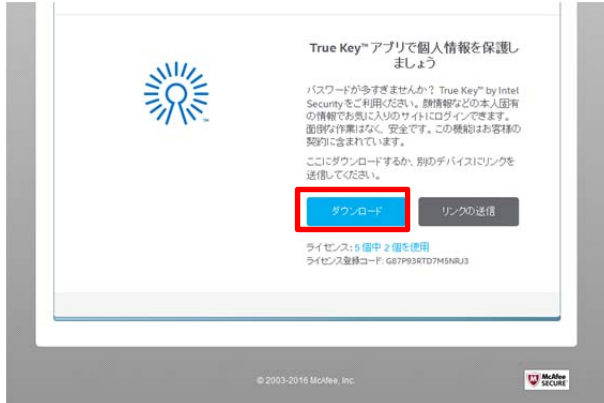 True Key™ アプリで個人情報を保護し
ましょう
パスワードが多すぎませんか? True Key™ by Intel
Security をご利用ください。顔情報などの本人固有
の情報でお気に入りのサイトにログインできます。
面倒な作業はなく、安全です。この機能はお客様の
契約に含まれています。
ここにダウンロードするか、別のデバイスにリンクを
送信してください。
ダウンロード
リンクの送信
ライセンス: 5 個中 2 個を使用
ライセンス登録コード: G87P93RTD7M5NRJ3
© 2003-2016 McAfee, Inc.
McAfee
SECURE